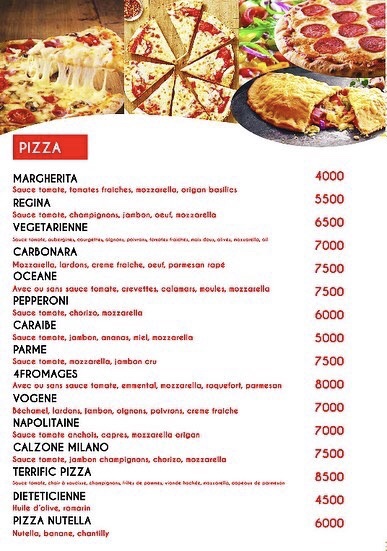 PIZZA
MARGHERITA 4000
Sauce tomate, tomates fraiches, mozzarella, origan basilics
REGINA 5500
Sauce tomate, champignons, jambon, oeuf, mozzarella
VEGETARIENNE 6500
Sauce tomate, aubergines, courgettes, oignons, poivrons, tomates fraiches, mais doux, olives, mozzarella, ail
CARBONARA 7000
Mozzarella, lardons, creme fraiche, oeuf, parmesan rapé
OCEANE 7500
Avec ou sans sauce tomate, crevettes, calamars, moules, mozzarella
PEPPERONI 6000
Sauce tomate, chorizo, mozzarella
CARAIBE 5000
Sauce tomate, jambon, ananas, miel, mozzarella
PARME 7500
Sauce tomate, mozzarella, jambon cru
4FROMAGES 8000
Avec ou sans sauce tomate, emmental, mozzarella, roquefort, parmesan
VOGENE 7000
Béchamel, lardons, jambon, oignons, poivrons, creme fraiche
NAPOLITAINE 7000
Sauce tomate anchois, capres, mozzarella origan
CALZONE MILANO 7500
Sauce tomate, jambon champignons, chorizo, mozzarella
TERRIFIC PIZZA 8500
Sauce tomate, chair à saucisse, champignons, filles de pommes, viande hachée, mozzarella, copeaux de parmesan
DIETETICIENNE 4500
Huile d'olive, romarin
PIZZA NUTELLA 6000
Nutella, banane, chantilly